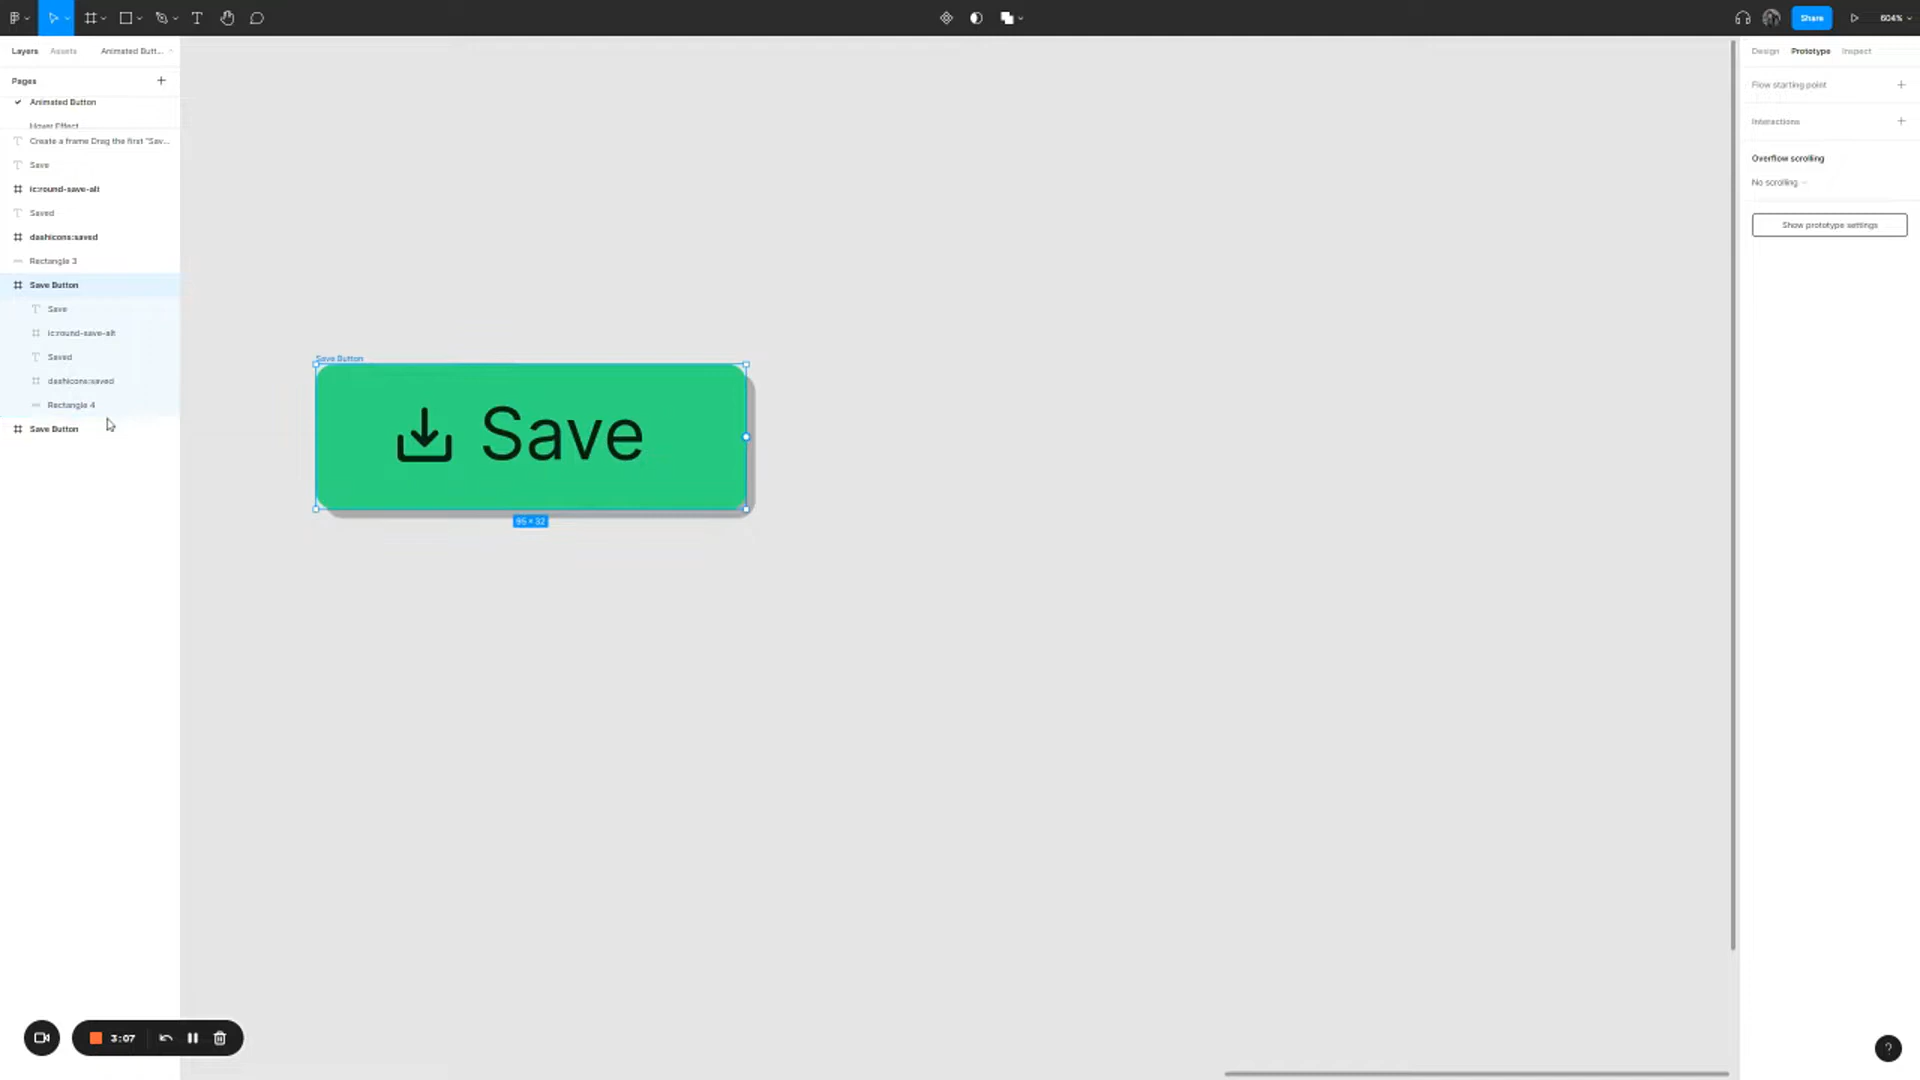 Share
604%
Layers
Assets
Animated Butt...
Pages
Animated Button
Hover Effect
Create a frame Drag the first "Sav...
Save
ic:round-save-alt
Saved
dashicons:saved
Rectangle 3
Save Button
Save
ic:round-save-alt
Saved
dashicons:saved
Rectangle 4
Save Button
Save Button
Save
95 × 32
Design
Prototype
Inspect
Flow starting point
Interactions
Overflow scrolling
No scrolling
Show prototype settings
3:07
?